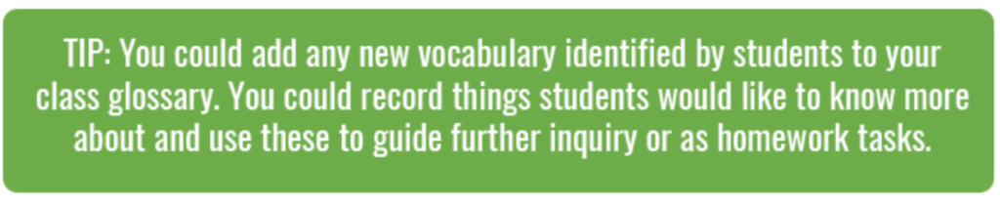 TIP: You could add any new vocabulary identified by students to your
class glossary. You could record things students would like to know more
about and use these to guide further inquiry or as homework tasks.